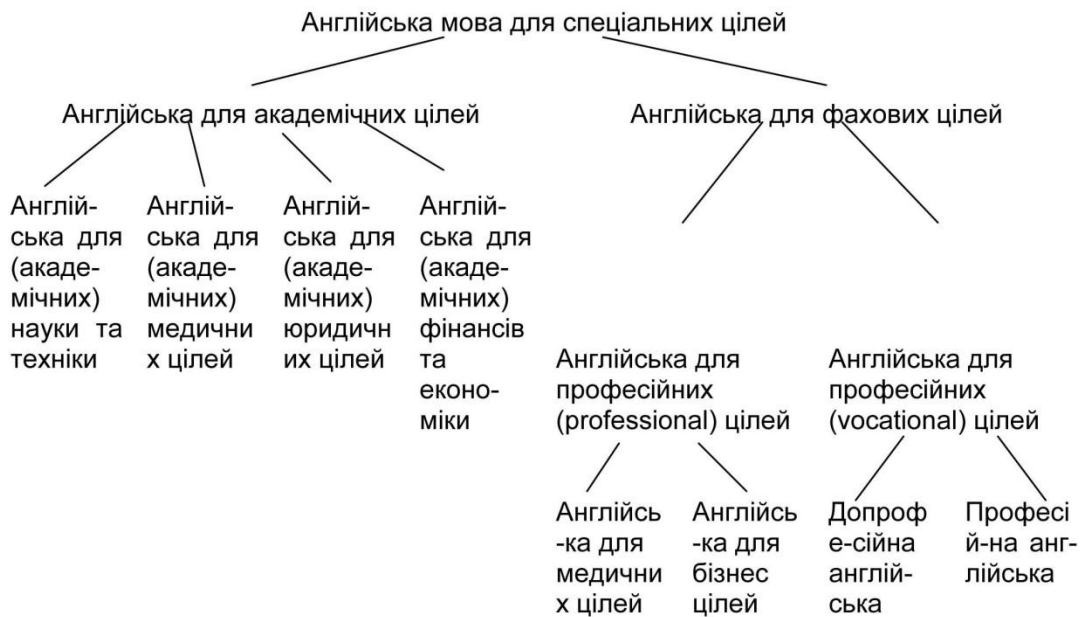 Англійська мова для спеціальних цілей
Англійська для академічних цілей
Англійська для фахових цілей
Англій-
ська для
(акаде-
мічних)
науки та
техніки
Англій-
ська для
(акаде-
мічних)
медични
х цілей
Англій-
ська для
(акаде-
мічних)
юридичн
их цілей
Англій-
ська для
(акаде-
мічних)
фінансів
та
еконо-
міки
Англійська для
професійних
(professional) цілей
Англійська для
професійних
(vocational) цілей
Англійсь
-ка для
медични
х цілей
Англійсь
-ка для
бізнес
цілей
Допроф
е-сійна
англій-
ська
Професі
й-на анг-
лійська